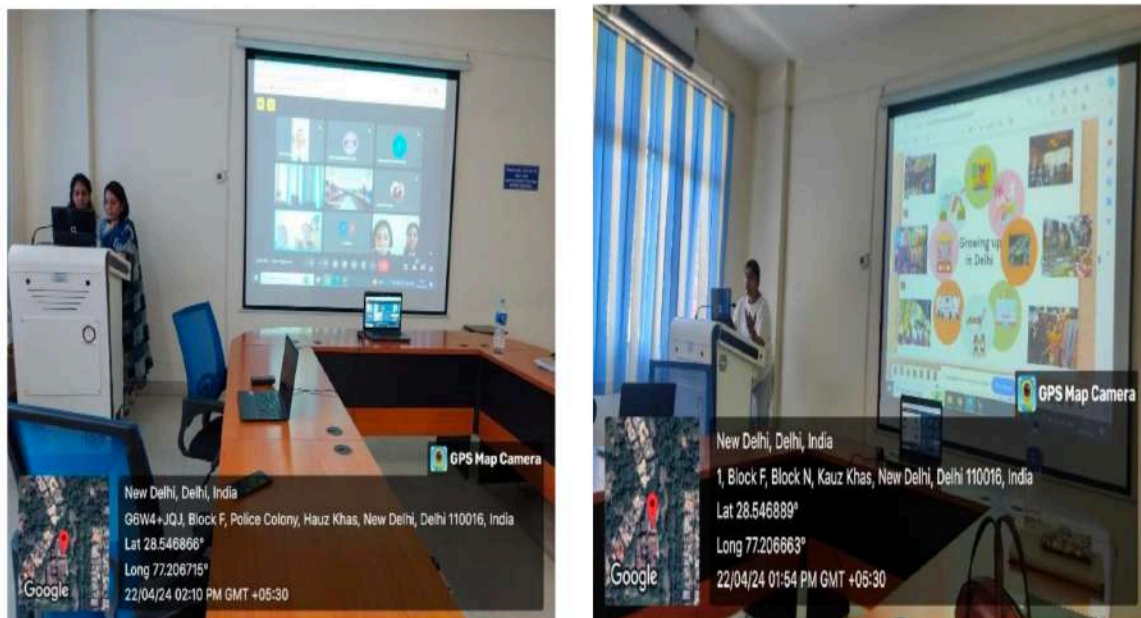 GPS Map Camera
New Delhi, Delhi, India
G6W4+JQJ, Block F, Police Colony, Hauz Khas, New Delhi, Delhi 110016, India
Lat 28.546866°
Long 77.206715°
22/04/24 02:10 PM GMT +05:30
Google
Growing up
in Delhi
GPS Map Camera
New Delhi, Delhi, India
1, Block F, Block N, Kauz Khas, New Delhi, Delhi 110016, India
Lat 28.546889°
Long 77.206663°
22/04/24 01:54 PM GMT +05:30
Google